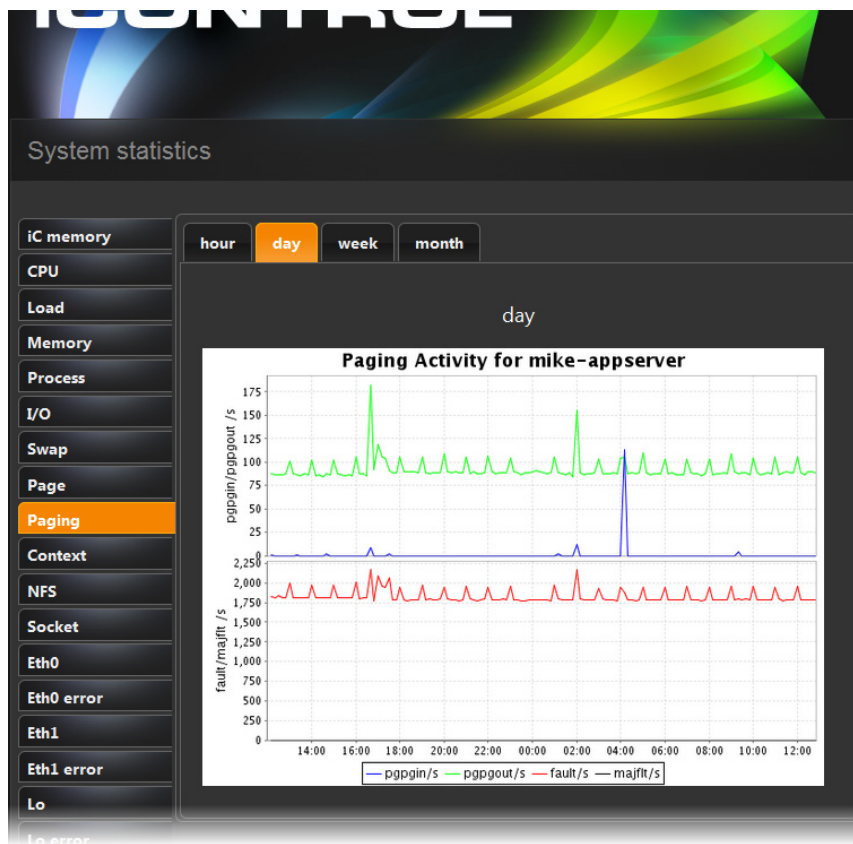 iCONTROL
System statistics
iC memory
CPU
Load
Memory
Process
I/O
Swap
Page
Paging
Context
NFS
Socket
Eth0
Eth0 error
Eth1
Eth1 error
Lo
Lo error
hour day week month
day
Paging Activity for mike-appserver
pgpgin/pgpgout /s
175
150
125
100
75
50
25
0
fault/majflt /s
2,250
2,000
1,750
1,500
1,250
1,000
750
500
250
0
14:00 16:00 18:00 20:00 22:00 00:00 02:00 04:00 06:00 08:00 10:00 12:00
pgpgin/s pgpgout/s fault/s majflt/s